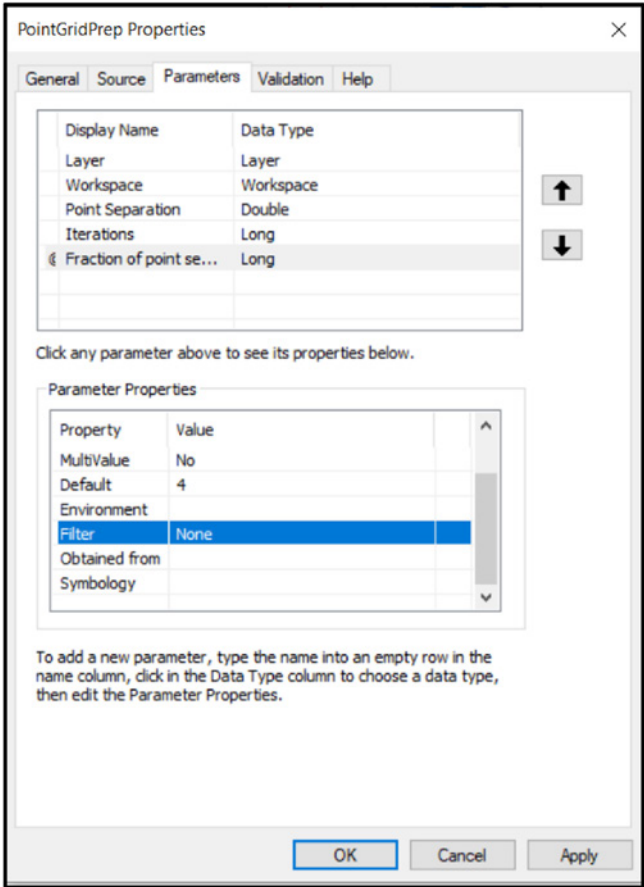 PointGridPrep Properties
General Source Parameters Validation Help
Display Name Data Type
Layer Layer
Workspace Workspace
Point Separation Double
Iterations Long
Fraction of point se... Long
Click any parameter above to see its properties below.
Parameter Properties
Property Value
MultiValue No
Default 4
Environment
Filter None
Obtained from
Symbology
To add a new parameter, type the name into an empty row in the
name column, click in the Data Type column to choose a data type,
then edit the Parameter Properties.
OK Cancel Apply